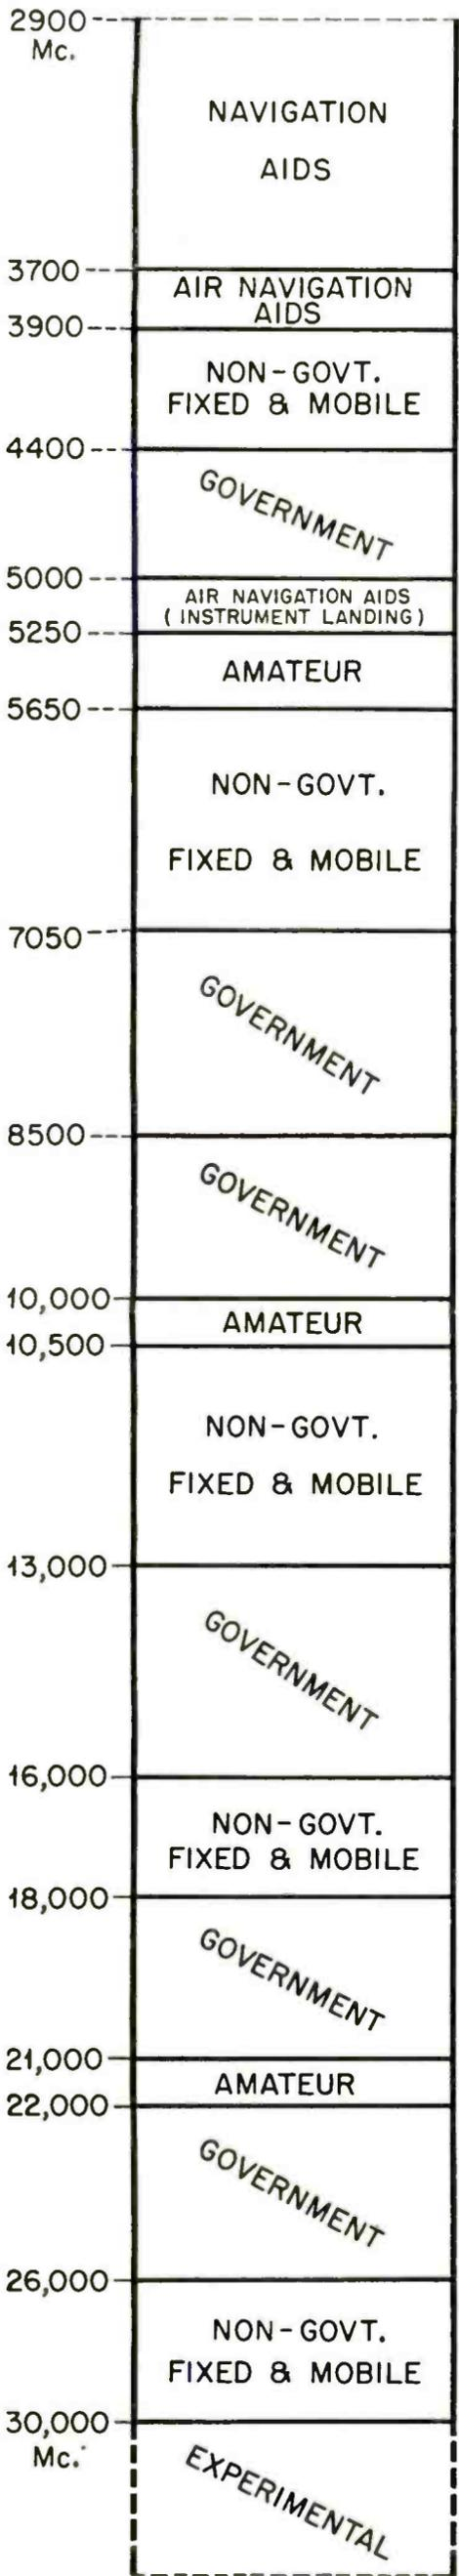 2900
Mc.
NAVIGATION
AIDS
3700
AIR NAVIGATION
AIDS
3900
NON-GOVT.
FIXED & MOBILE
4400
GOVERNMENT
5000
AIR NAVIGATION AIDS
( INSTRUMENT LANDING )
5250
AMATEUR
5650
NON-GOVT.
FIXED & MOBILE
7050
GOVERNMENT
8500
GOVERNMENT
10,000
AMATEUR
10,500
NON-GOVT.
FIXED & MOBILE
13,000
GOVERNMENT
16,000
NON-GOVT.
FIXED & MOBILE
18,000
GOVERNMENT
21,000
AMATEUR
22,000
GOVERNMENT
26,000
NON-GOVT.
FIXED & MOBILE
30,000
Mc.
EXPERIMENTAL